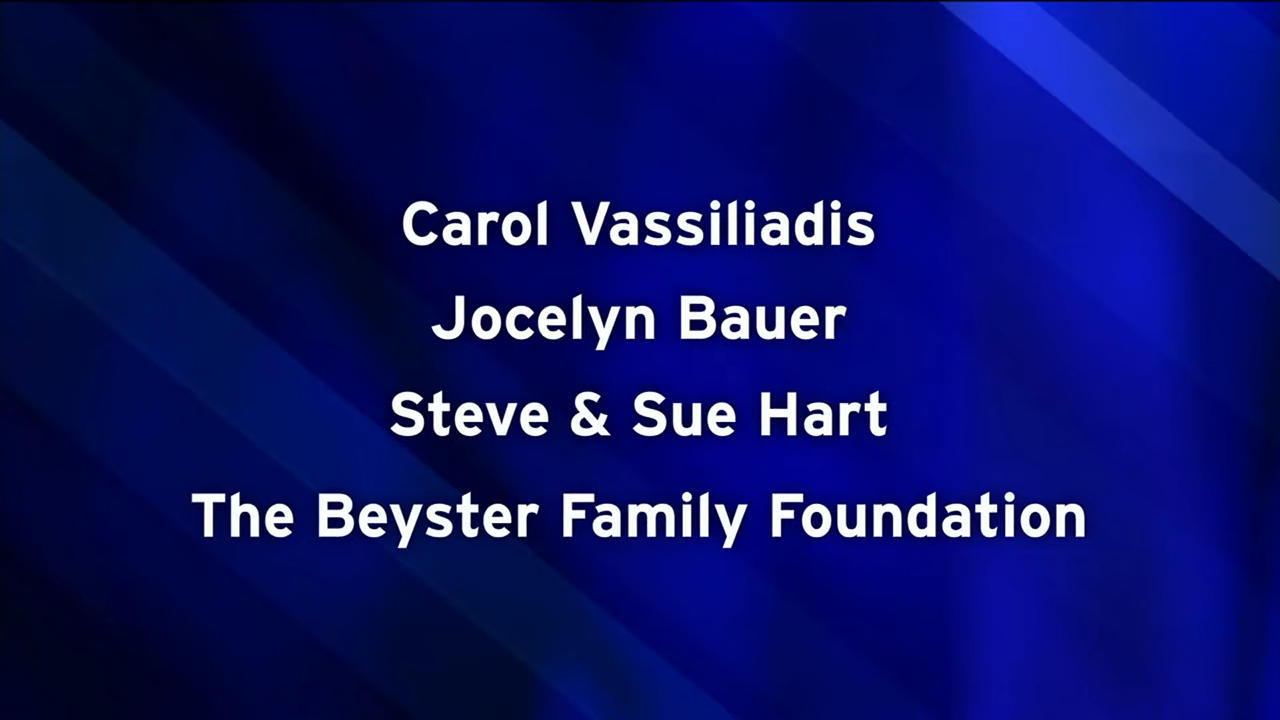 Carol Vassiliadis
Jocelyn Bauer
Steve & Sue Hart
The Beyster Family Foundation